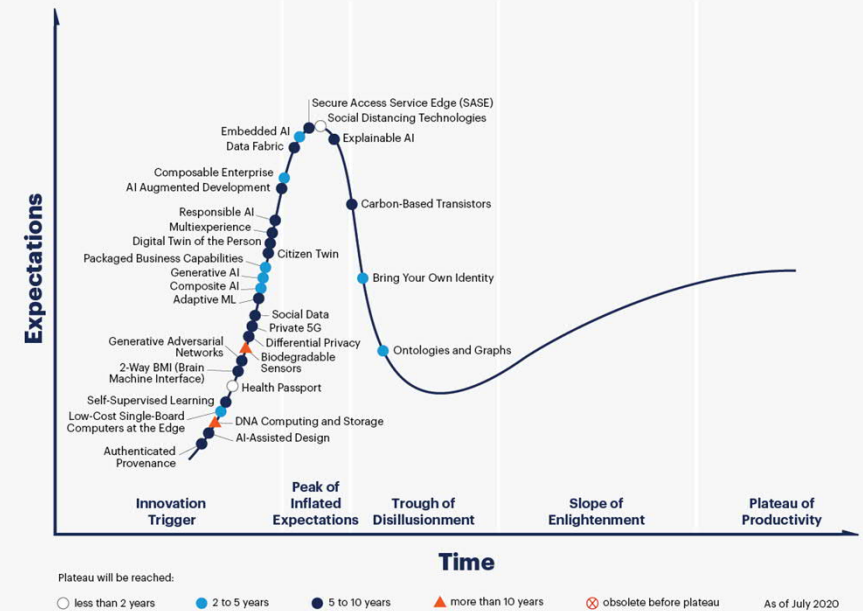 Expectations
Secure Access Service Edge (SASE)
Social Distancing Technologies
Embedded AI
Explainable AI
Data Fabric
Composable Enterprise
AI Augmented Development
Carbon-Based Transistors
Responsible AI
Multiexperience
Digital Twin of the Person
Citizen Twin
Packaged Business Capabilities
Generative AI
Bring Your Own Identity
Composite AI
Adaptive ML
Social Data
Private 5G
Differential Privacy
Generative Adversarial
Networks
Biodegradable
Sensors
Ontologies and Graphs
2-Way BMI (Brain
Machine Interface)
Health Passport
Self-Supervised Learning
Low-Cost Single-Board
Computers at the Edge
DNA Computing and Storage
AI-Assisted Design
Authenticated
Provenance
Innovation
Trigger
Peak of
Inflated
Expectations
Trough of
Disillusionment
Slope of
Enlightenment
Plateau of
Productivity
Time
Plateau will be reached:
less than 2 years
2 to 5 years
5 to 10 years
more than 10 years
obsolete before plateau
As of July 2020